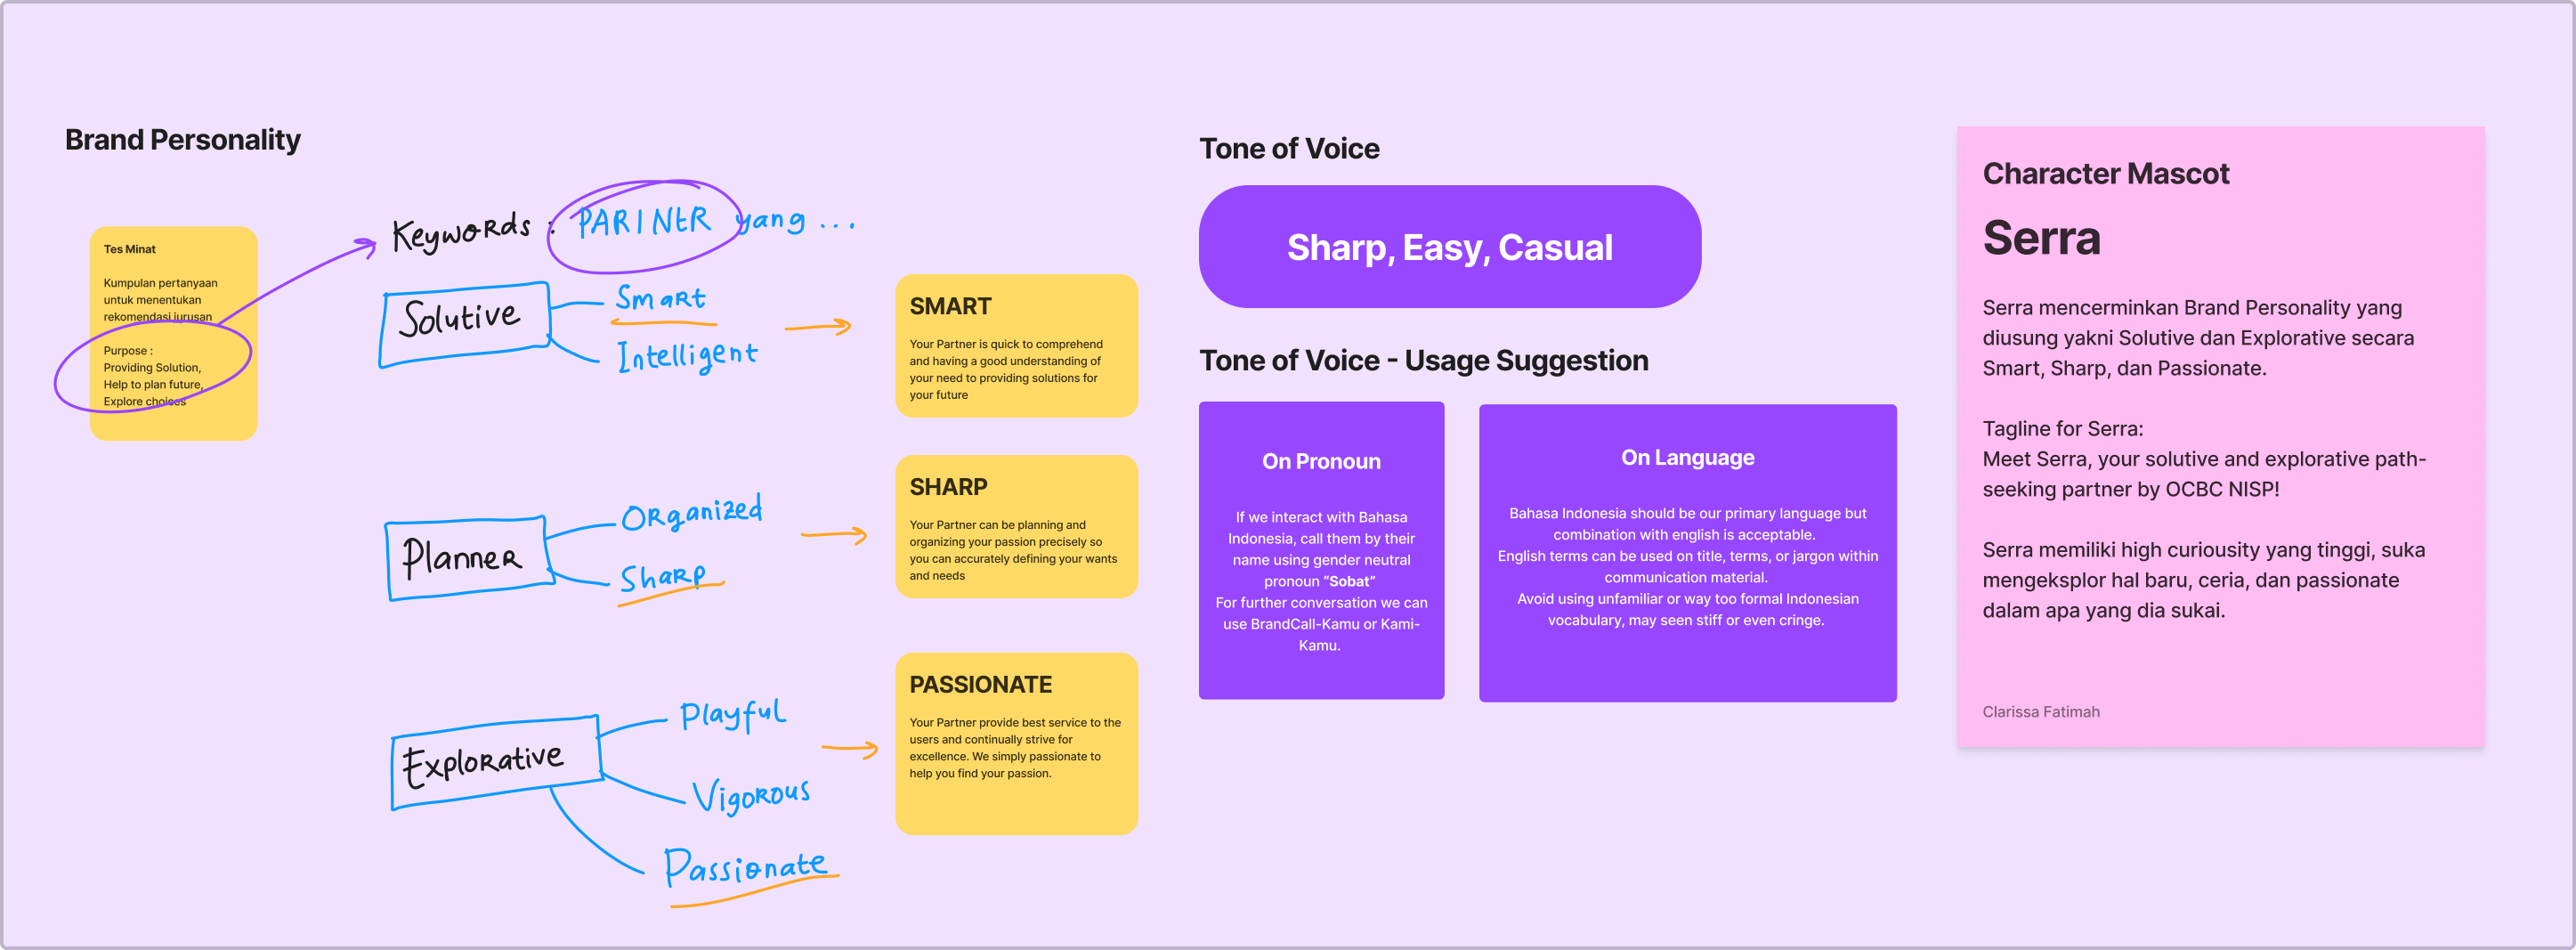 Brand Personality
Tes Minat
Kumpulan pertanyaan
untuk menentukan
rekomendasi jurusan
Purpose :
Providing Solution,
Help to plan future,
Explore choices
Keywords : PARTNER yang ...
Solutive
Smart
Intelligent
SMART
Your Partner is quick to comprehend
and having a good understanding of
your need to providing solutions for
your future
Planner
Organized
Sharp
SHARP
Your Partner can be planning and
organizing your passion precisely so
you can accurately defining your wants
and needs
Explorative
Playful
Vigorous
Passionate
PASSIONATE
Your Partner provide best service to the
users and continually strive for
excellence. We simply passionate to
help you find your passion.
Tone of Voice
Sharp, Easy, Casual
Tone of Voice - Usage Suggestion
On Pronoun
If we interact with Bahasa
Indonesia, call them by their
name using gender neutral
pronoun “Sobat”
For further conversation we can
use BrandCall-Kamu or Kami-
Kamu.
On Language
Bahasa Indonesia should be our primary language but
combination with english is acceptable.
English terms can be used on title, terms, or jargon within
communication material.
Avoid using unfamiliar or way too formal Indonesian
vocabulary, may seen stiff or even cringe.
Character Mascot
Serra
Serra mencerminkan Brand Personality yang
diusung yakni Solutive dan Explorative secara
Smart, Sharp, dan Passionate.
Tagline for Serra:
Meet Serra, your solutive and explorative path-
seeking partner by OCBC NISP!
Serra memiliki high curiousity yang tinggi, suka
mengeksplor hal baru, ceria, dan passionate
dalam apa yang dia sukai.
Clarissa Fatimah